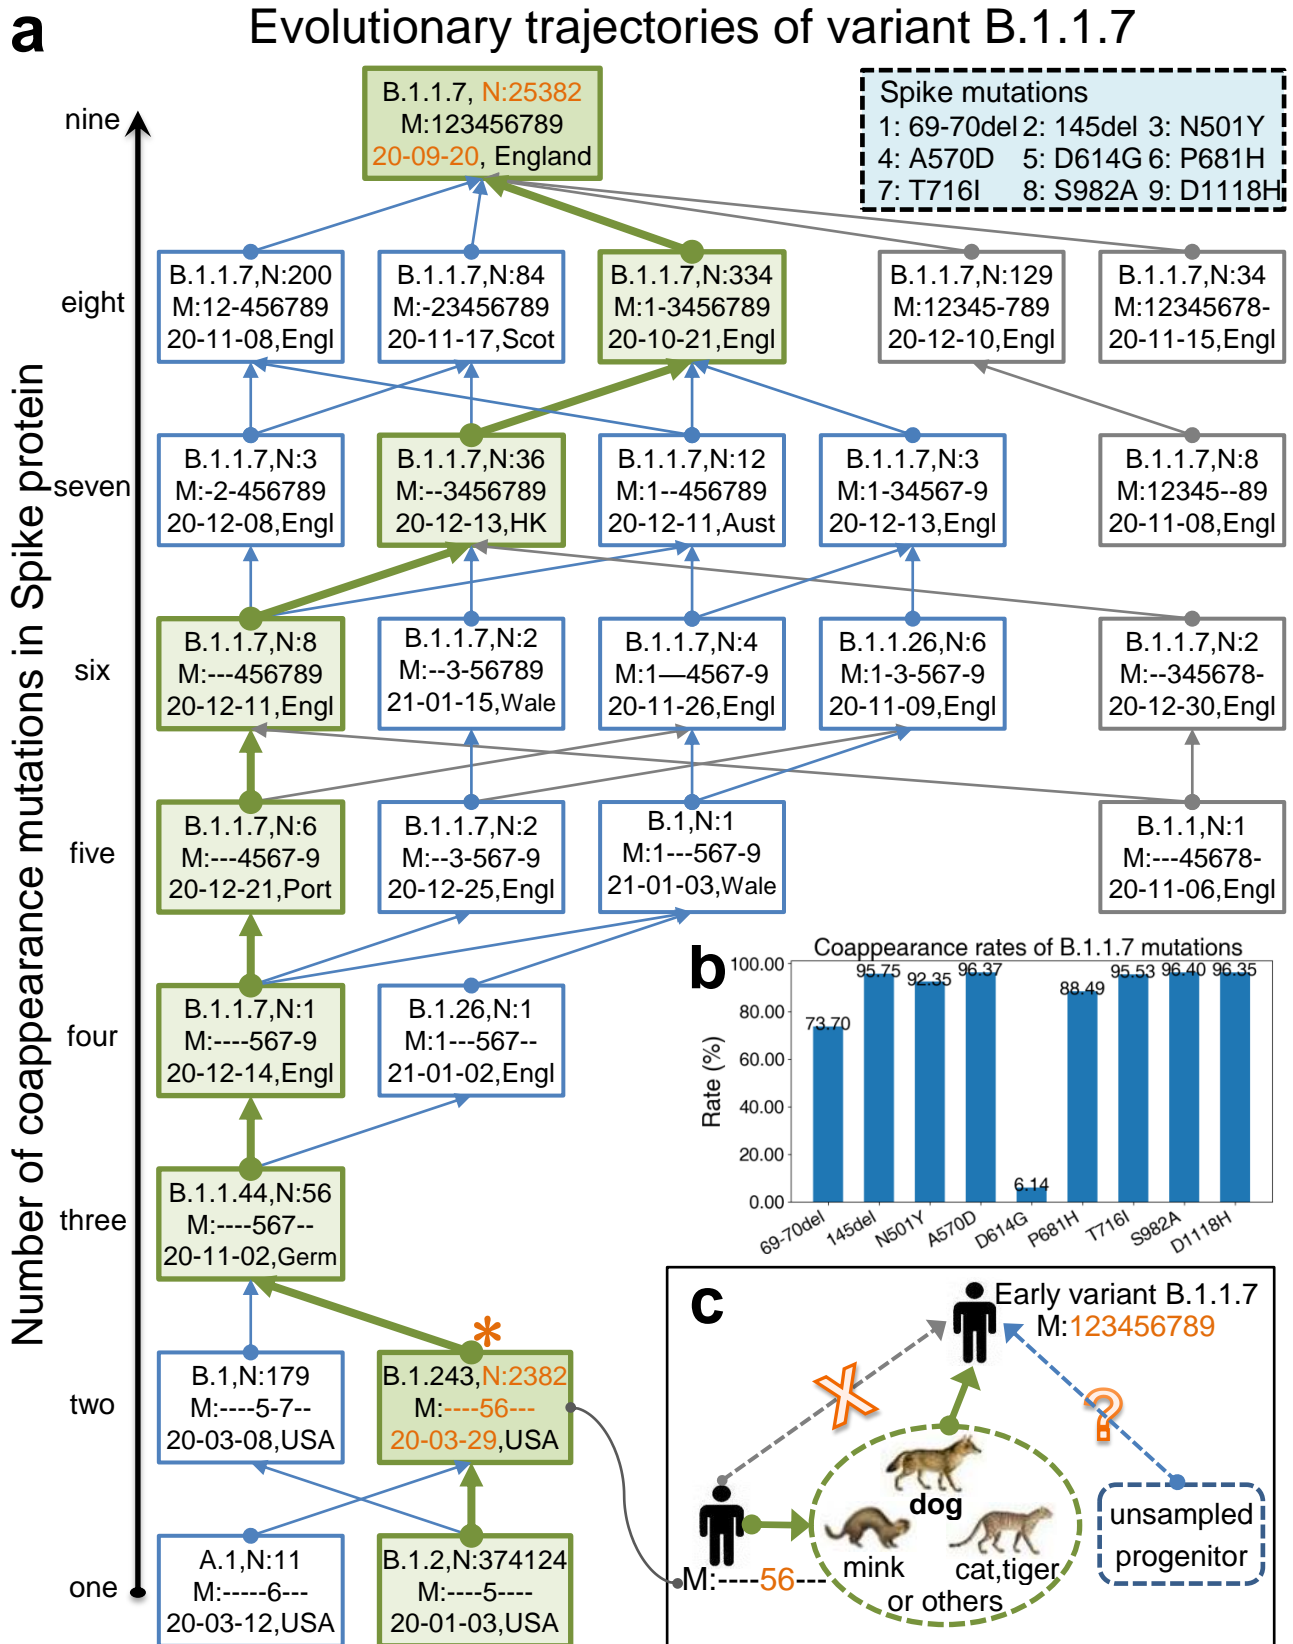 a
Evolutionary trajectories of variant B.1.1.7
Number of coappearance mutations in Spike protein
nine
B.1.1.7, N:25382
M:123456789
20-09-20, England
Spike mutations
1: 69-70del 2: 145del 3: N501Y
4: A570D 5: D614G 6: P681H
7: T716I 8: S982A 9: D1118H
eight
B.1.1.7,N:200
M:12-456789
20-11-08,Engl
B.1.1.7,N:84
M:-23456789
20-11-17,Scot
B.1.1.7,N:334
M:1-3456789
20-10-21,Engl
B.1.1.7,N:129
M:12345-789
20-12-10,Engl
B.1.1.7,N:34
M:12345678-
20-11-15,Engl
seven
B.1.1.7,N:3
M:-2-456789
20-12-08,Engl
B.1.1.7,N:36
M:--3456789
20-12-13,HK
B.1.1.7,N:12
M:1--456789
20-12-11,Aust
B.1.1.7,N:3
M:1-34567-9
20-12-13,Engl
B.1.1.7,N:8
M:12345--89
20-11-08,Engl
six
B.1.1.7,N:8
M:---456789
20-12-11,Engl
B.1.1.7,N:2
M:--3-56789
21-01-15,Wale
B.1.1.7,N:4
M:1—4567-9
20-11-26,Engl
B.1.1.26,N:6
M:1-3-567-9
20-11-09,Engl
B.1.1.7,N:2
M:--345678-
20-12-30,Engl
five
B.1.1.7,N:6
M:---4567-9
20-12-21,Port
B.1.1.7,N:2
M:--3-567-9
20-12-25,Engl
B.1,N:1
M:1---567-9
21-01-03,Wale
B.1.1,N:1
M:---45678-
20-11-06,Engl
four
B.1.1.7,N:1
M:----567-9
20-12-14,Engl
B.1.26,N:1
M:1---567--
21-01-02,Engl
three
B.1.1.44,N:56
M:----567--
20-11-02,Germ
two
B.1,N:179
M:----5-7--
20-03-08,USA
*
B.1.243,N:2382
M:----56---
20-03-29,USA
one
A.1,N:11
M:-----6---
20-03-12,USA
B.1.2,N:374124
M:----5----
20-01-03,USA
b
Coappearance rates of B.1.1.7 mutations
Rate (%)
100.00
80.00
60.00
40.00
20.00
0.00
73.70
95.75
92.35
96.37
6.14
88.49
95.53
96.40
96.35
69-70del
145del
N501Y
A570D
D614G
P681H
T716I
S982A
D1118H
c
Early variant B.1.1.7
M:123456789
X
?
dog
mink
cat,tiger
or others
M:----56---
unsampled
progenitor